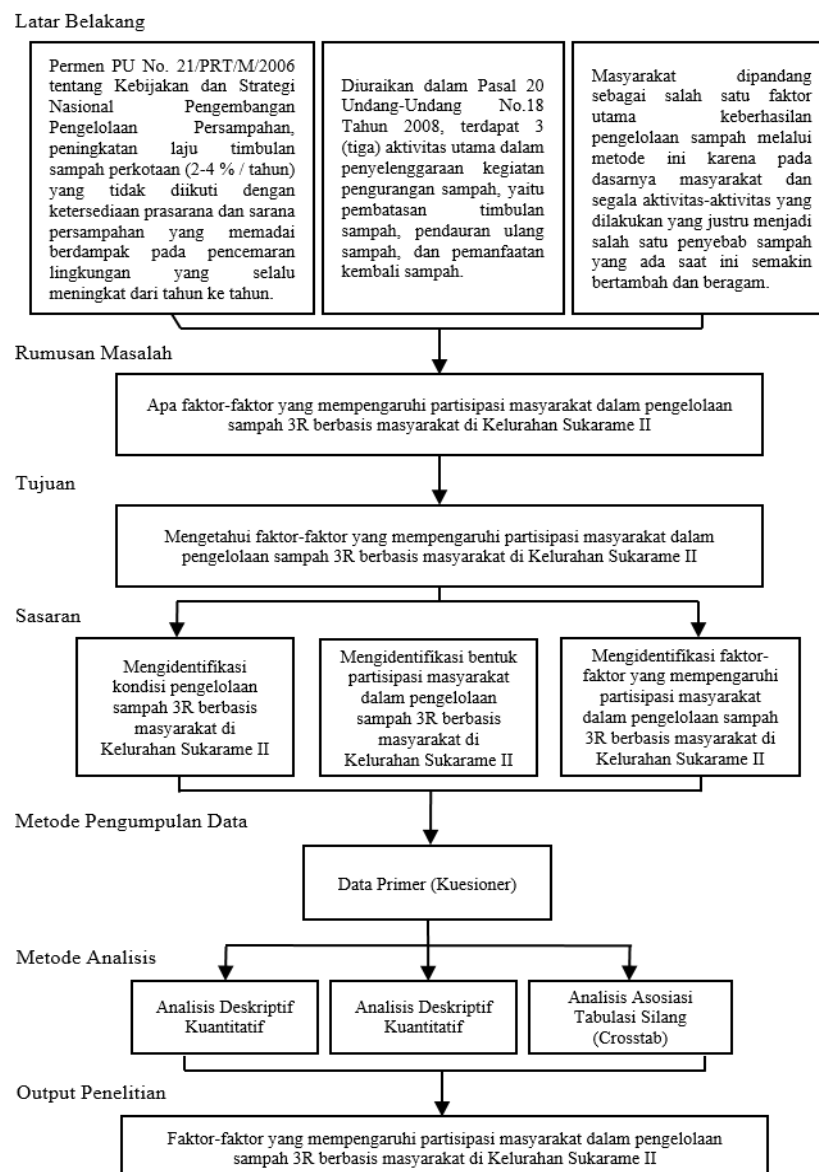 Latar Belakang
Permen PU No. 21/PRT/M/2006
tentang Kebijakan dan Strategi
Nasional Pengembangan
Pengelolaan Persampahan,
peningkatan laju timbulan
sampah perkotaan (2-4 % / tahun)
yang tidak diikuti dengan
ketersediaan prasarana dan sarana
persampahan yang memadai
berdampak pada pencemaran
lingkungan yang selalu
meningkat dari tahun ke tahun.
Diuraikan dalam Pasal 20
Undang-Undang No.18
Tahun 2008, terdapat 3
(tiga) aktivitas utama dalam
penyelenggaraan kegiatan
pengurangan sampah, yaitu
pembatasan timbulan
sampah, pendauran ulang
sampah, dan pemanfaatan
kembali sampah.
Masyarakat dipandang
sebagai salah satu faktor
utama keberhasilan
pengelolaan sampah melalui
metode ini karena pada
dasarnya masyarakat dan
segala aktivitas-aktivitas yang
dilakukan yang justru menjadi
salah satu penyebab sampah
yang ada saat ini semakin
bertambah dan beragam.
Rumusan Masalah
Apa faktor-faktor yang mempengaruhi partisipasi masyarakat dalam pengelolaan
sampah 3R berbasis masyarakat di Kelurahan Sukarame II
Tujuan
Mengetahui faktor-faktor yang mempengaruhi partisipasi masyarakat dalam
pengelolaan sampah 3R berbasis masyarakat di Kelurahan Sukarame II
Sasaran
Mengidentifikasi
kondisi pengelolaan
sampah 3R berbasis
masyarakat di
Kelurahan Sukarame II
Mengidentifikasi bentuk
partisipasi masyarakat
dalam pengelolaan
sampah 3R berbasis
masyarakat di
Kelurahan Sukarame II
Mengidentifikasi faktor-
faktor yang mempengaruhi
partisipasi masyarakat
dalam pengelolaan sampah
3R berbasis masyarakat di
Kelurahan Sukarame II
Metode Pengumpulan Data
Data Primer (Kuesioner)
Metode Analisis
Analisis Deskriptif
Kuantitatif
Analisis Deskriptif
Kuantitatif
Analisis Asosiasi
Tabulasi Silang
(Crosstab)
Output Penelitian
Faktor-faktor yang mempengaruhi partisipasi masyarakat dalam pengelolaan
sampah 3R berbasis masyarakat di Kelurahan Sukarame II